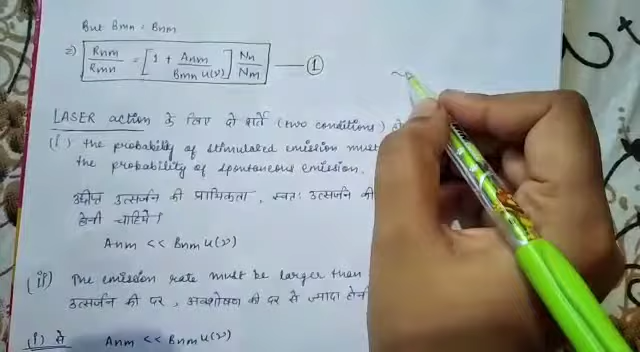 But Bmn = Bnm
⇒) Rnm/Rmn = [1 + Anm/Bmn u(ν)] Nn/Nm — ①
LASER action के लिए दो शर्तें (two conditions)
(i) the probability of stimulated emission must
the probability of spontaneous emission.
उद्दीप्त उत्सर्जन की प्रायिकता, स्वतः उत्सर्जन की
होनी चाहिये।
Anm << Bnm u(ν)
(ii) The emission rate must be larger than
उत्सर्जन की दर, अवशोषण की दर से ज्यादा होनी
(i) से Anm << Bnm u(ν)